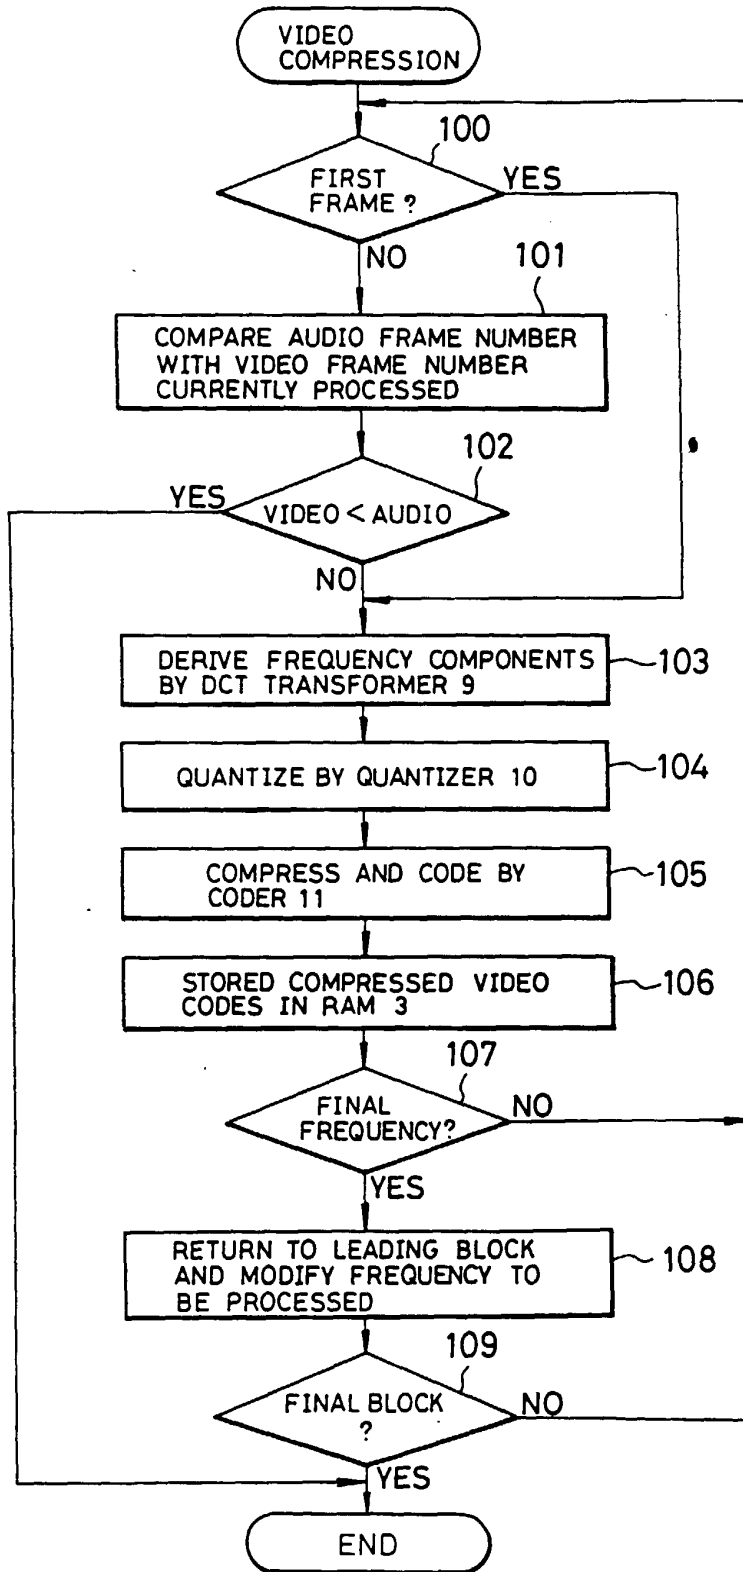 VIDEO
COMPRESSION
100
FIRST
FRAME ?
YES
NO
101
COMPARE AUDIO FRAME NUMBER
WITH VIDEO FRAME NUMBER
CURRENTLY PROCESSED
102
YES
VIDEO < AUDIO
NO
DERIVE FREQUENCY COMPONENTS
BY DCT TRANSFORMER 9
103
QUANTIZE BY QUANTIZER 10
104
COMPRESS AND CODE BY
CODER 11
105
STORED COMPRESSED VIDEO
CODES IN RAM 3
106
107
FINAL
FREQUENCY?
NO
YES
RETURN TO LEADING BLOCK
AND MODIFY FREQUENCY TO
BE PROCESSED
108
109
FINAL BLOCK
?
NO
YES
END